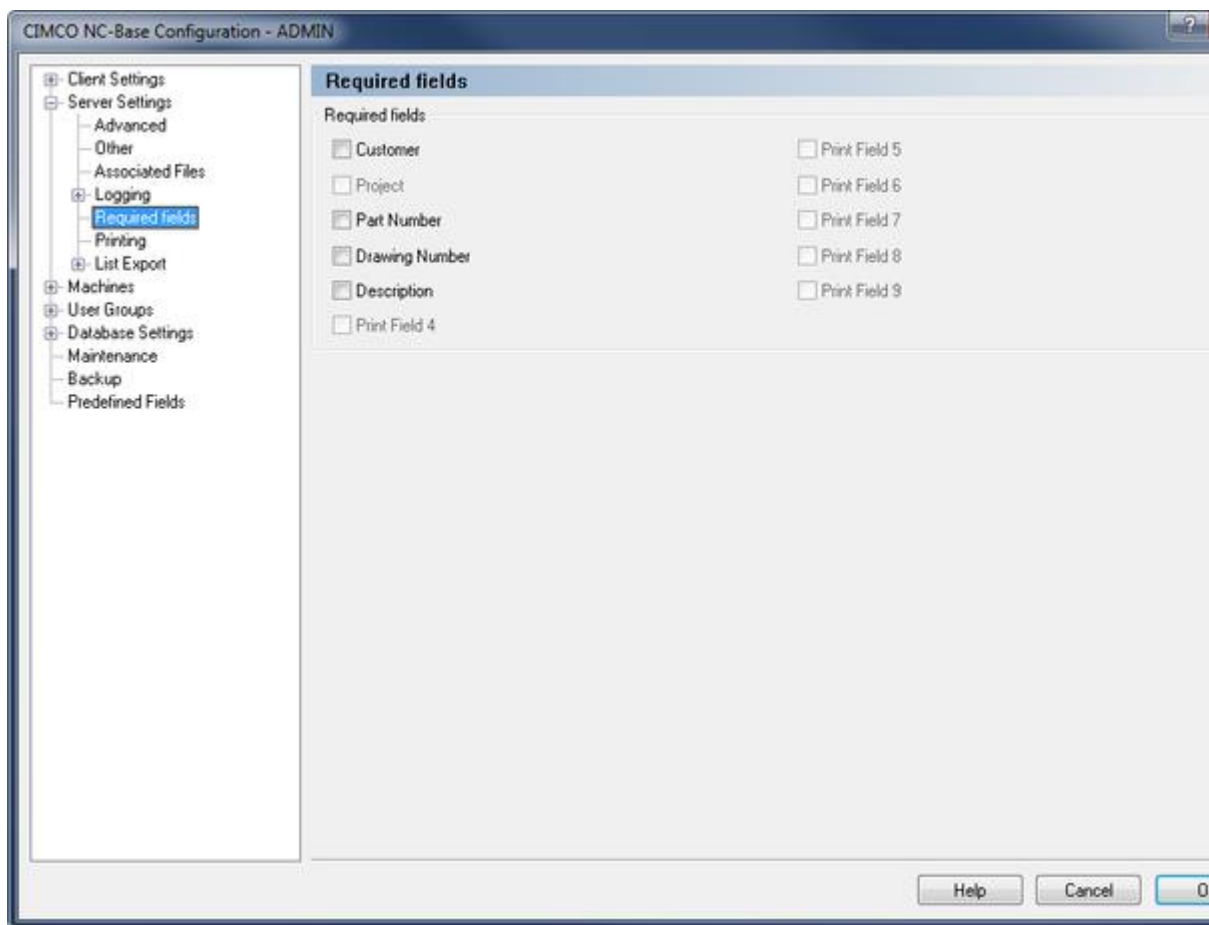 CIMCO NC-Base Configuration - ADMIN
?
Client Settings
Server Settings
Advanced
Other
Associated Files
Logging
Required fields
Printing
List Export
Machines
User Groups
Database Settings
Maintenance
Backup
Predefined Fields
Required fields
Required fields
Customer
Project
Part Number
Drawing Number
Description
Print Field 4
Print Field 5
Print Field 6
Print Field 7
Print Field 8
Print Field 9
Help
Cancel